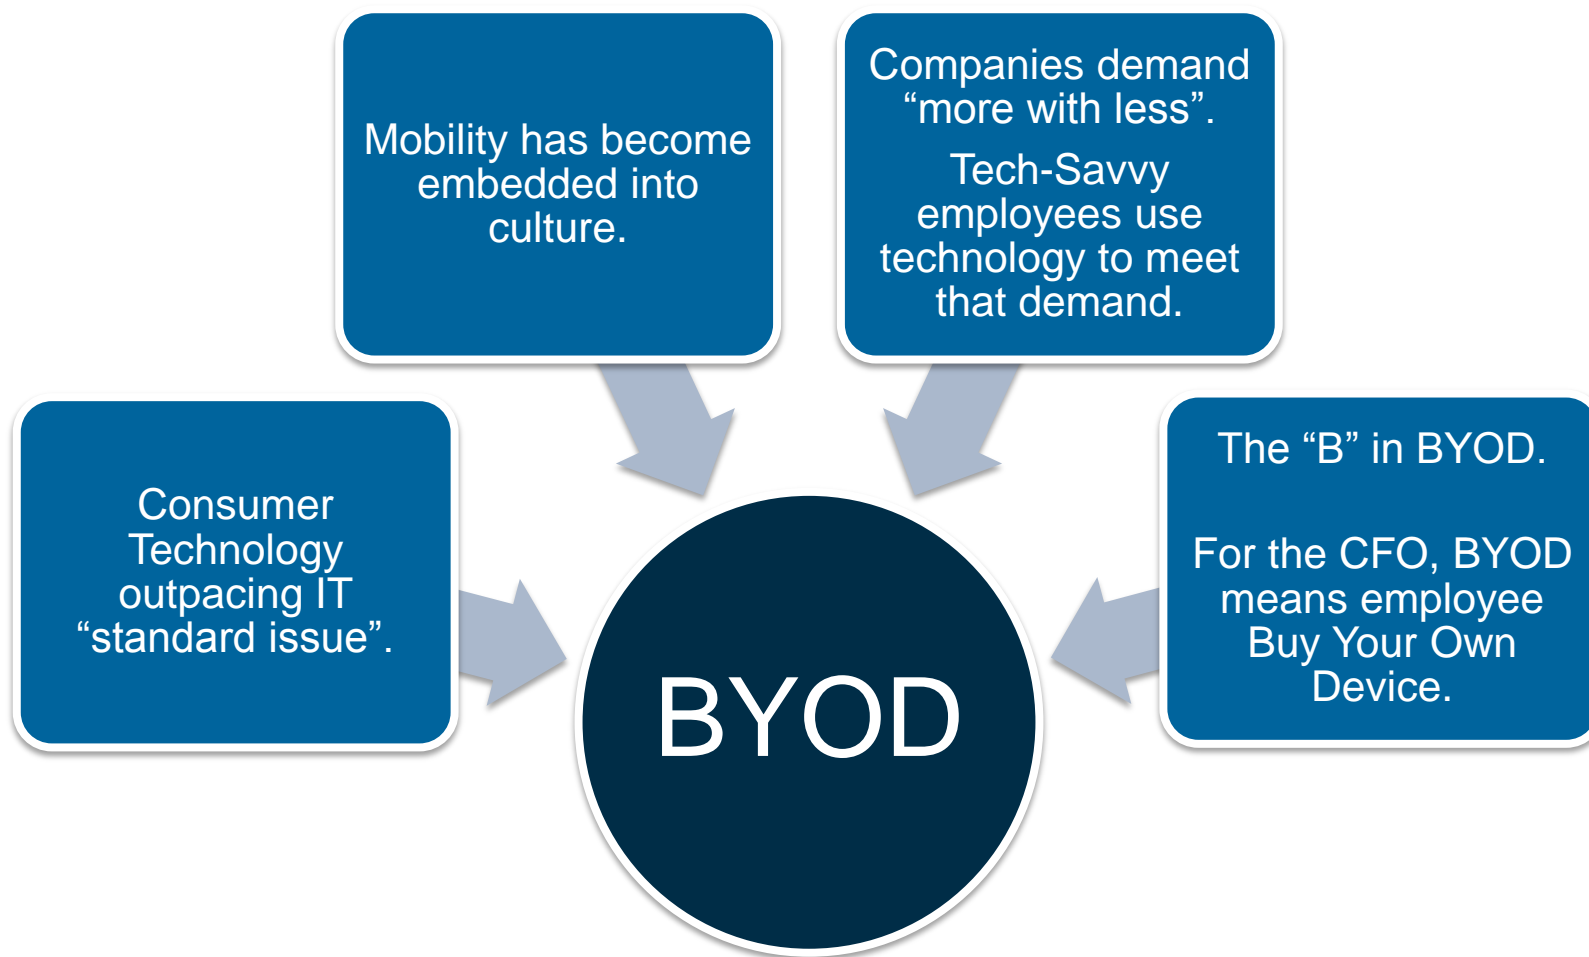 Mobility has become
embedded into
culture.
Companies demand
“more with less”.
Tech-Savvy
employees use
technology to meet
that demand.
Consumer
Technology
outpacing IT
“standard issue”.
The “B” in BYOD.
For the CFO, BYOD
means employee
Buy Your Own
Device.
BYOD